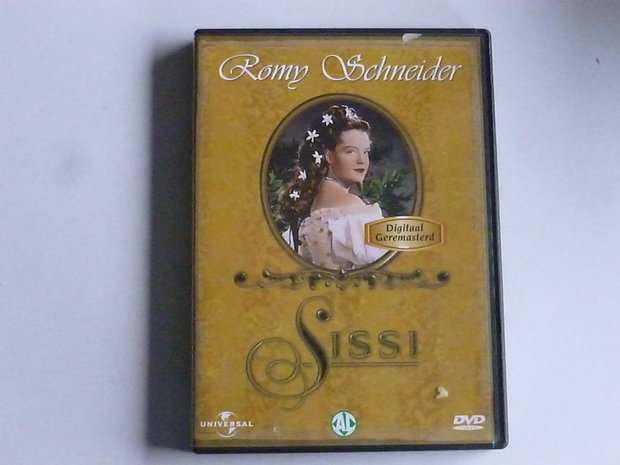 Romy Schneider
Digitaal
Geremasterd
SISSI
UNIVERSAL
AL
DVD